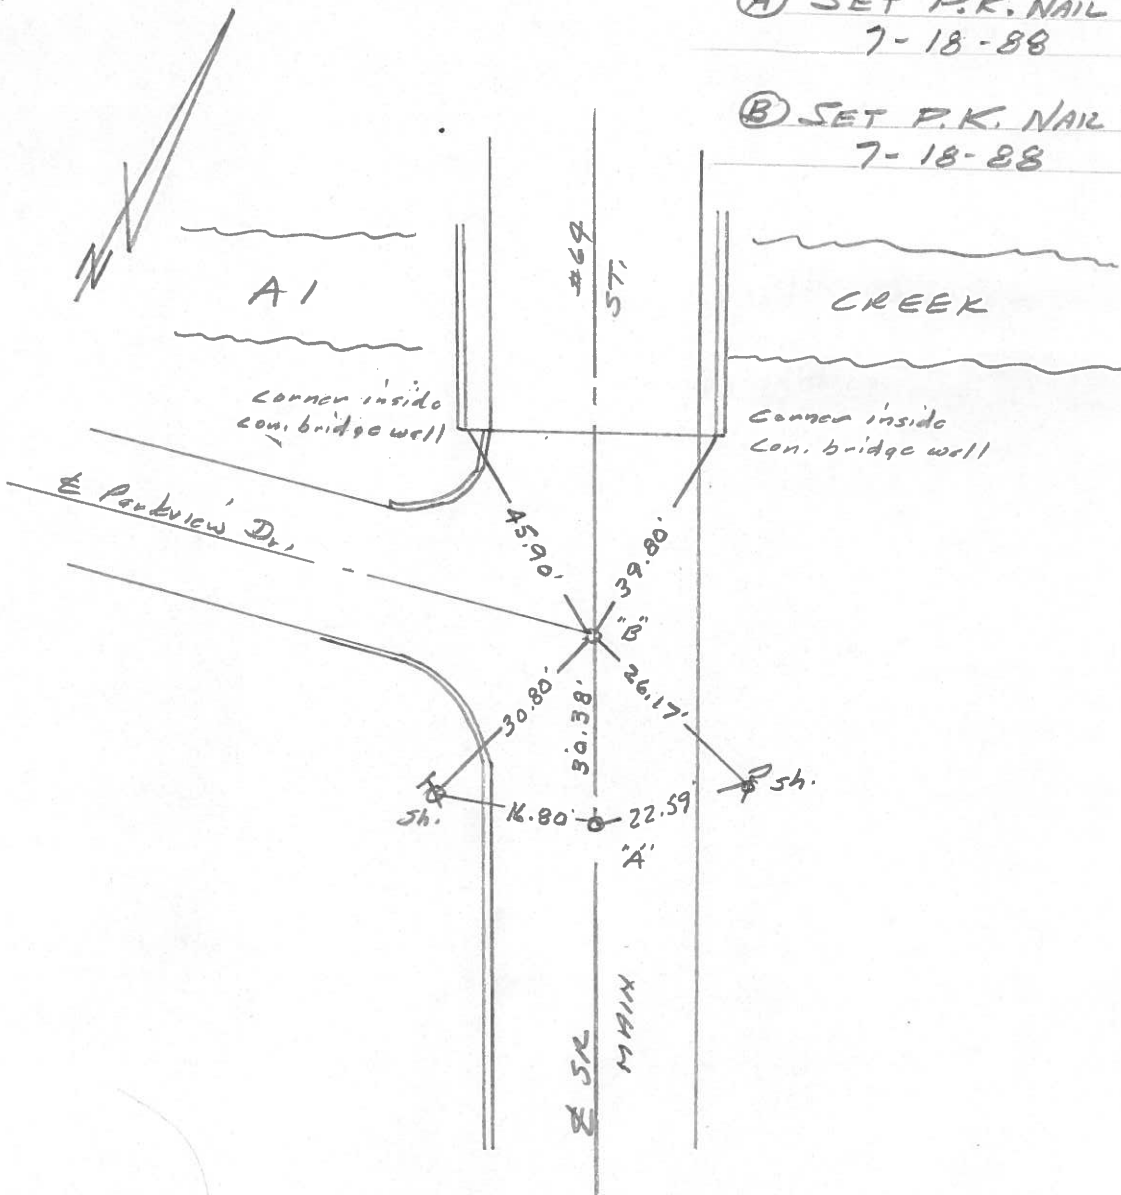 Ⓐ SET P.K. NAIL
7-18-88
Ⓑ SET P.K. NAIL
7-18-88
N
#69
ST.
A1
CREEK
corner inside
con. bridge wall
corner inside
con. bridge wall
℄ Parkview Dr.
45.90'
39.80'
"B"
30.80'
30.38'
26.17'
sh.
sh.
16.80'
22.59'
"A"
℄ SR
MAIN